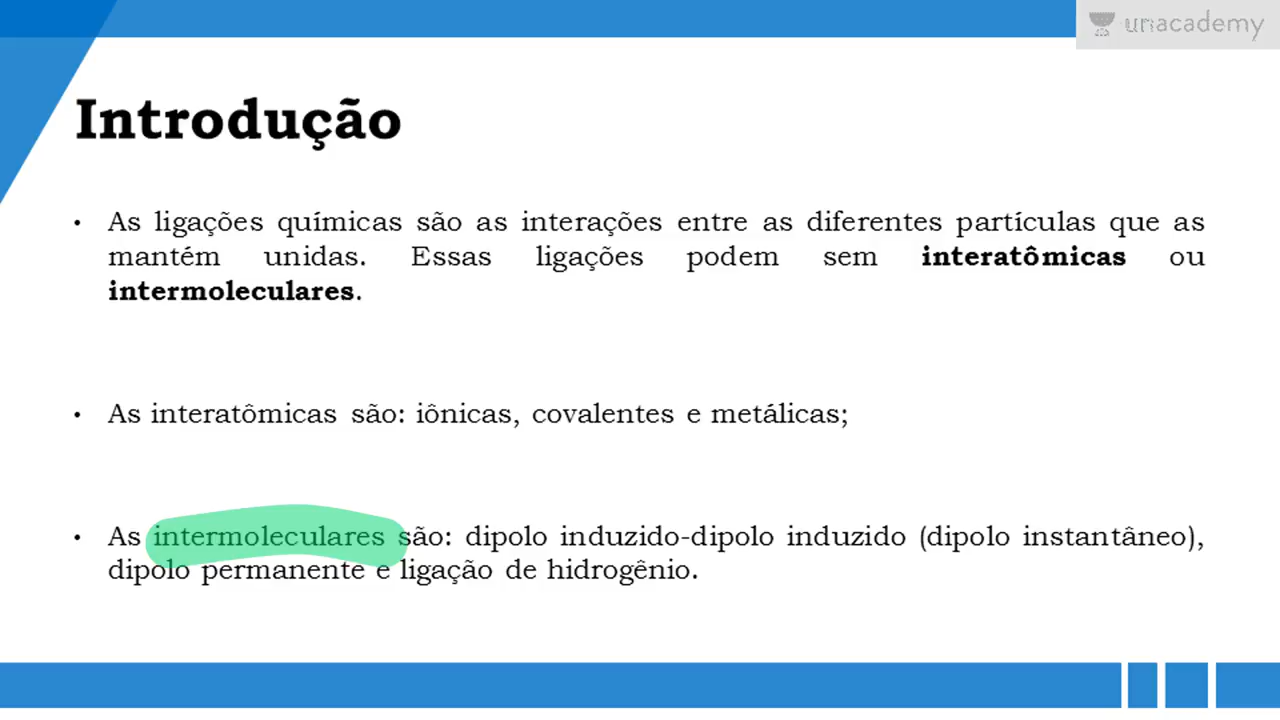 unacademy
Introdução
• As ligações químicas são as interações entre as diferentes partículas que as
mantém unidas. Essas ligações podem sem interatômicas ou
intermoleculares.
• As interatômicas são: iônicas, covalentes e metálicas;
• As intermoleculares são: dipolo induzido-dipolo induzido (dipolo instantâneo),
dipolo permanente e ligação de hidrogênio.